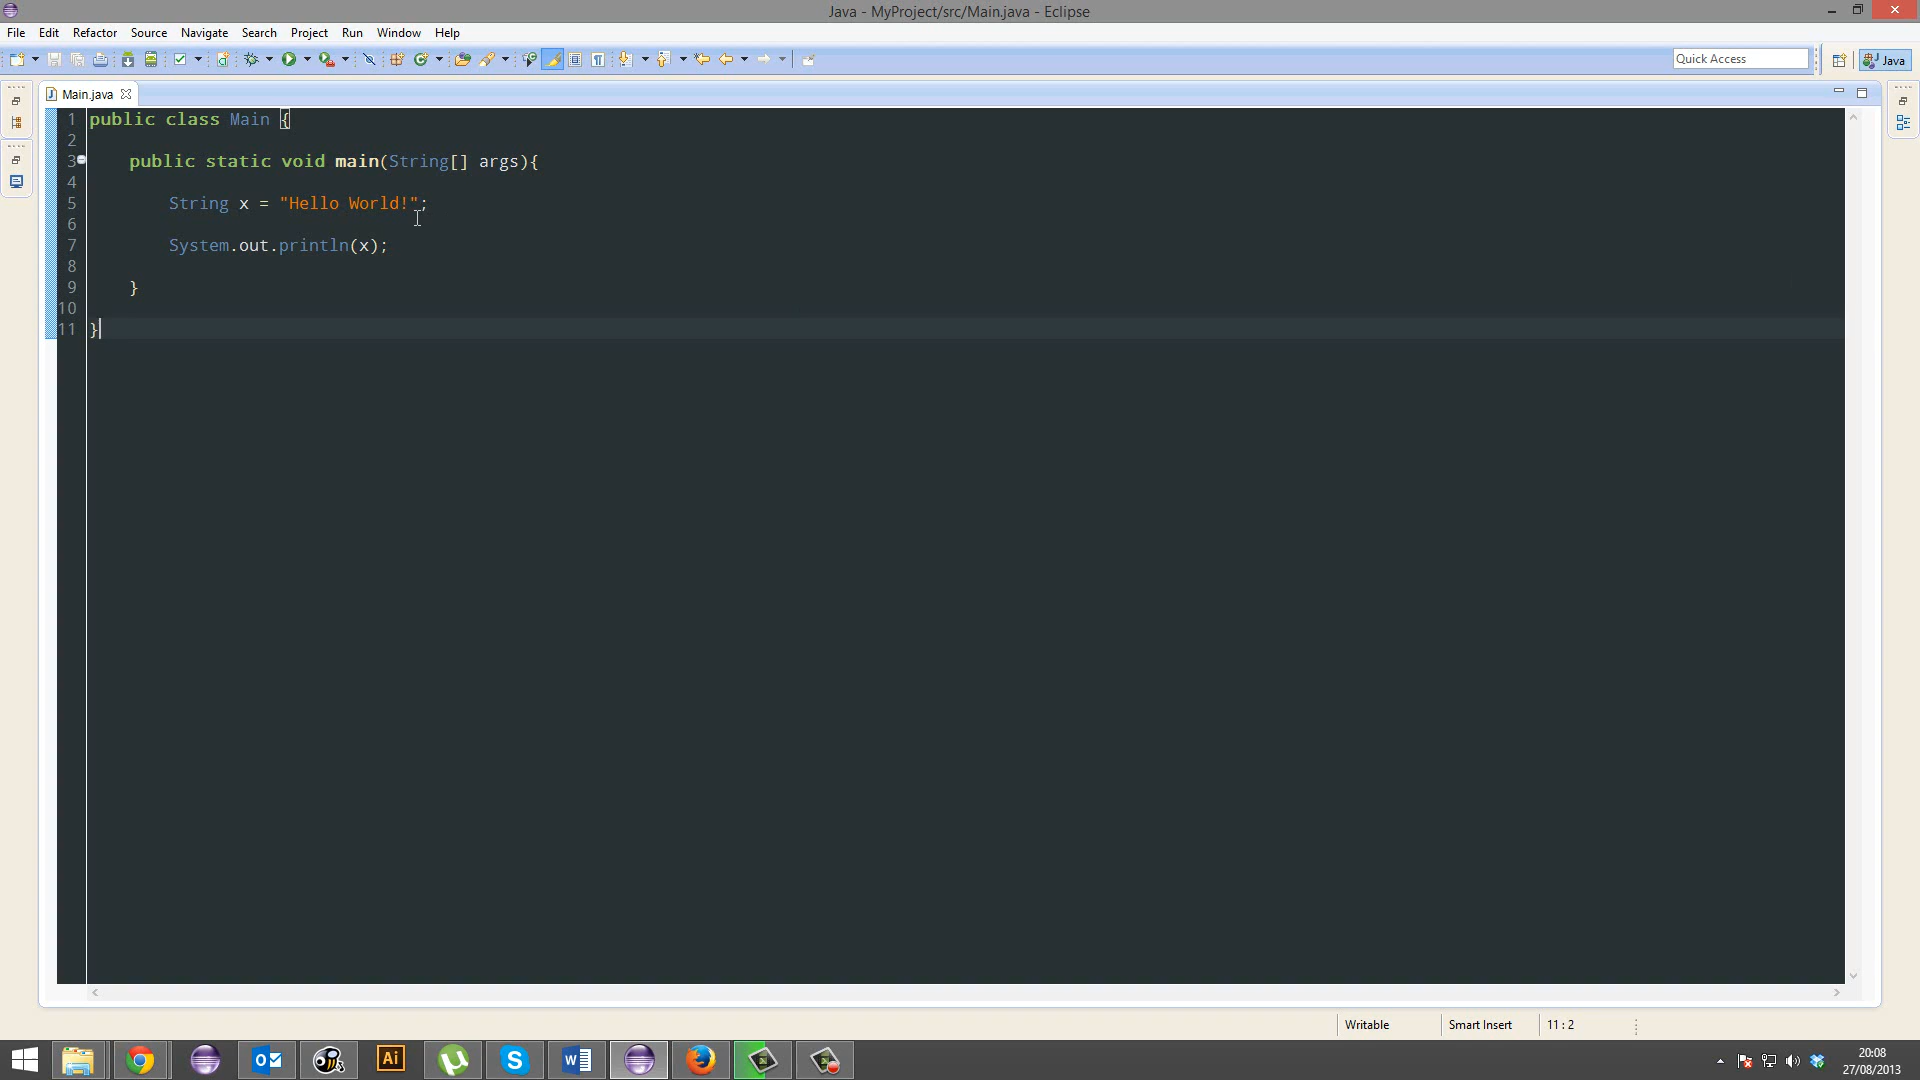 Java - MyProject/src/Main.java - Eclipse
File Edit Refactor Source Navigate Search Project Run Window Help
Quick Access
Java
Main.java
1 public class Main {
2
3 public static void main(String[] args){
4
5 String x = "Hello World!";
6
7 System.out.println(x);
8
9 }
10
11 }
Writable Smart Insert 11 : 2
Ai
20:08
27/08/2013